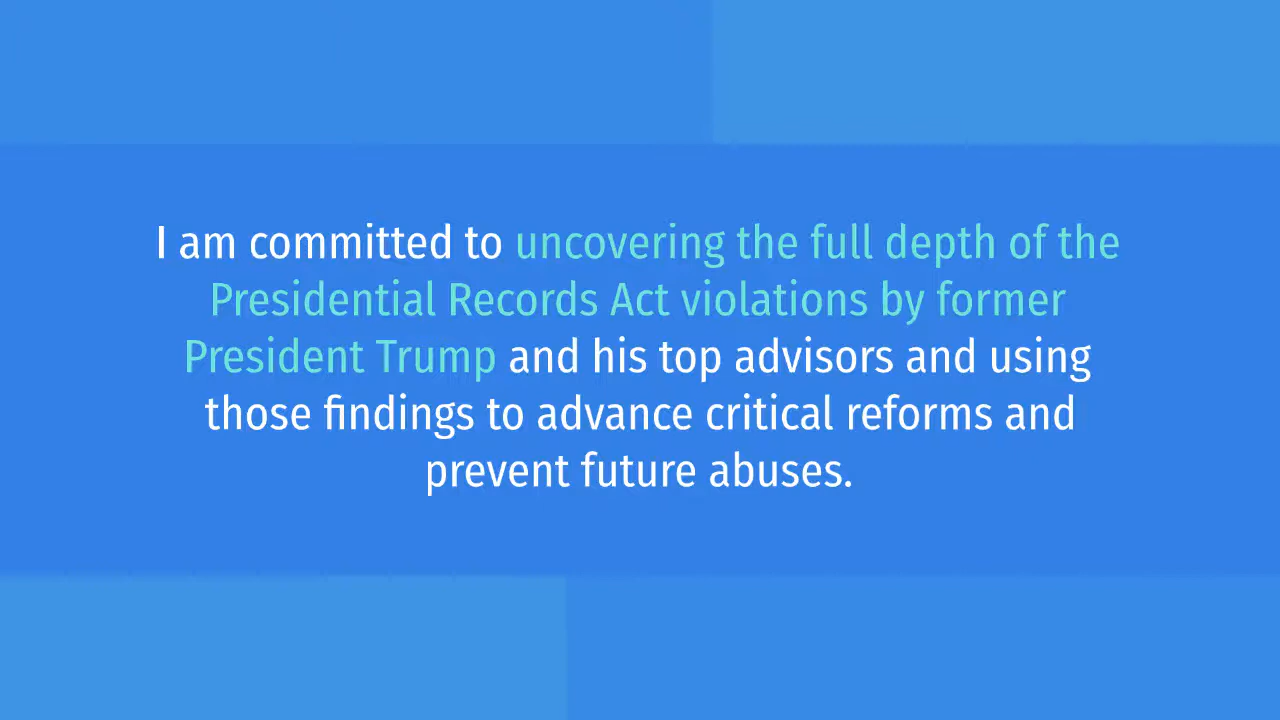 I am committed to uncovering the full depth of the
Presidential Records Act violations by former
President Trump and his top advisors and using
those findings to advance critical reforms and
prevent future abuses.